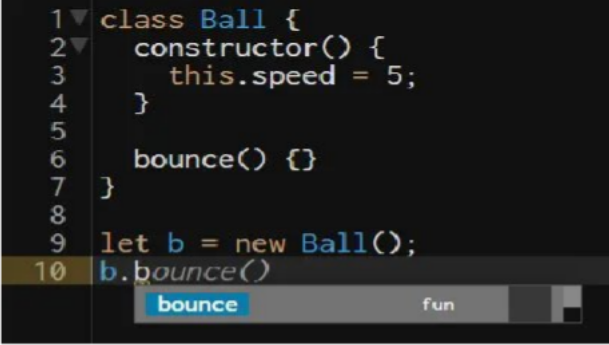 1 class Ball {
2   constructor() {
3     this.speed = 5;
4   }
5
6   bounce() {}
7 }
8
9 let b = new Ball();
10 b.bounce()
bounce fun